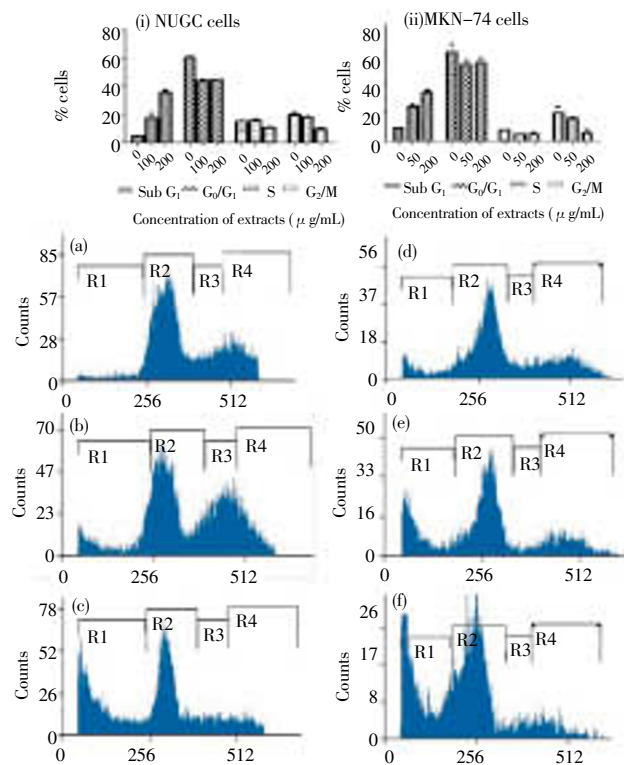 (i) NUGC cells
(ii)MKN–74 cells
80
60
40
20
0
% cells
0 100 200 0 100 200 0 100 200 0 100 200
Sub G₁ G₀/G₁ S G₂/M
Concentration of extracts ( μ g/mL)
80
60
40
20
0
% cells
0 50 200 0 50 200 0 50 200 0 50 200
Sub G₁ G₀/G₁ S G₂/M
Concentration of extracts ( μ g/mL)
(a)
85
57
28
0
Counts
R1 R2 R3 R4
0 256 512
(d)
56
37
18
0
Counts
R1 R2 R3 R4
0 256 512
(b)
70
47
23
0
Counts
R1 R2 R3 R4
0 256 512
(e)
50
33
16
0
Counts
R1 R2 R3 R4
0 256 512
(c)
78
52
26
0
Counts
R1 R2 R3 R4
0 256 512
(f)
26
17
8
0
Counts
R1 R2 R3 R4
0 256 512